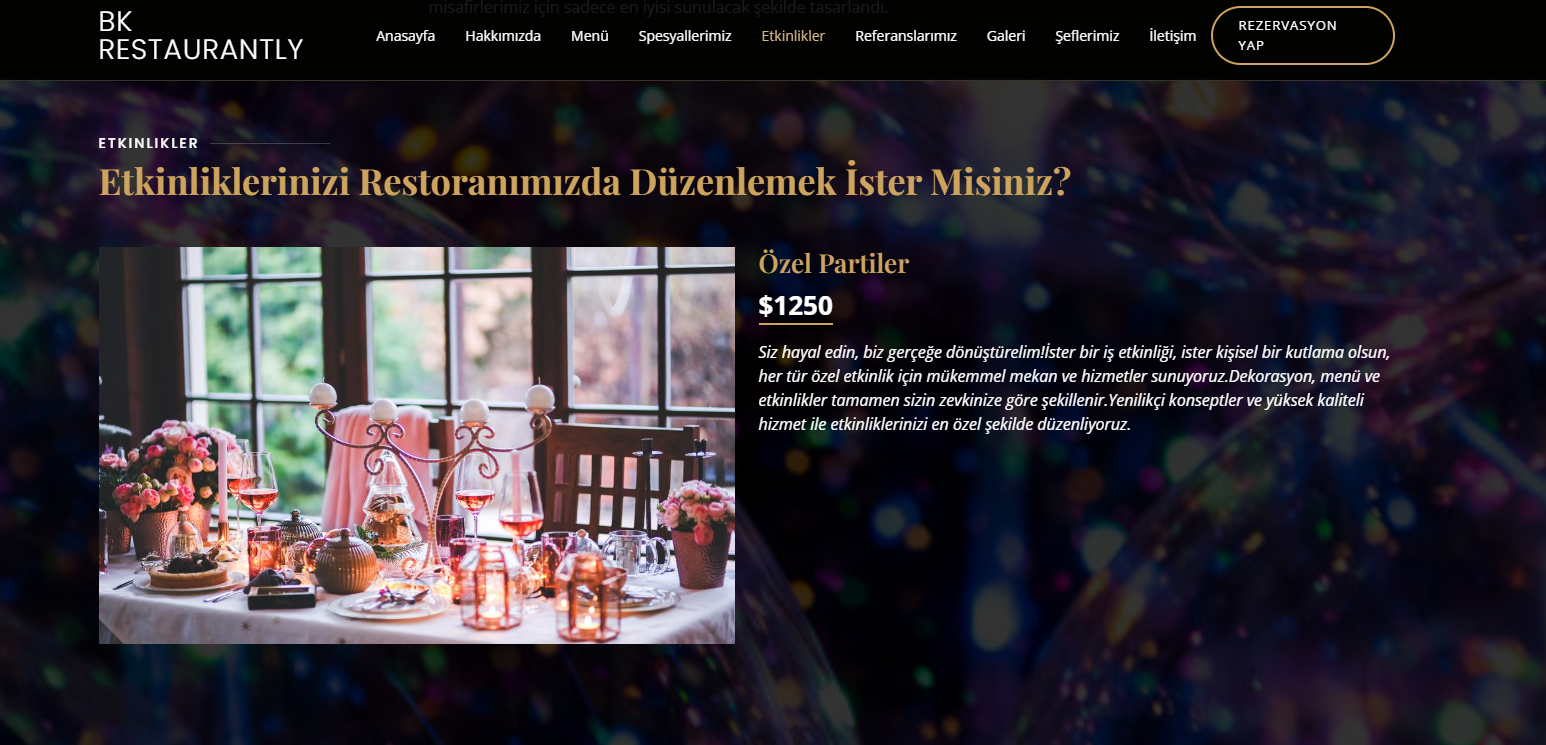 misafirlerimiz için sadece en iyisi sunulacak şekilde tasarlandı.
BK
RESTAURANTLY
Anasayfa Hakkımızda Menü Spesyallerimiz Etkinlikler Referanslarımız Galeri Şeflerimiz İletişim
REZERVASYON
YAP
ETKINLIKLER
Etkinliklerinizi Restoranımızda Düzenlemek İster Misiniz?
Özel Partiler
$1250
Siz hayal edin, biz gerçeğe dönüştürelim!İster bir iş etkinliği, ister kişisel bir kutlama olsun,
her tür özel etkinlik için mükemmel mekan ve hizmetler sunuyoruz.Dekorasyon, menü ve
etkinlikler tamamen sizin zevkinize göre şekillenir.Yenilikçi konseptler ve yüksek kaliteli
hizmet ile etkinliklerinizi en özel şekilde düzenliyoruz.